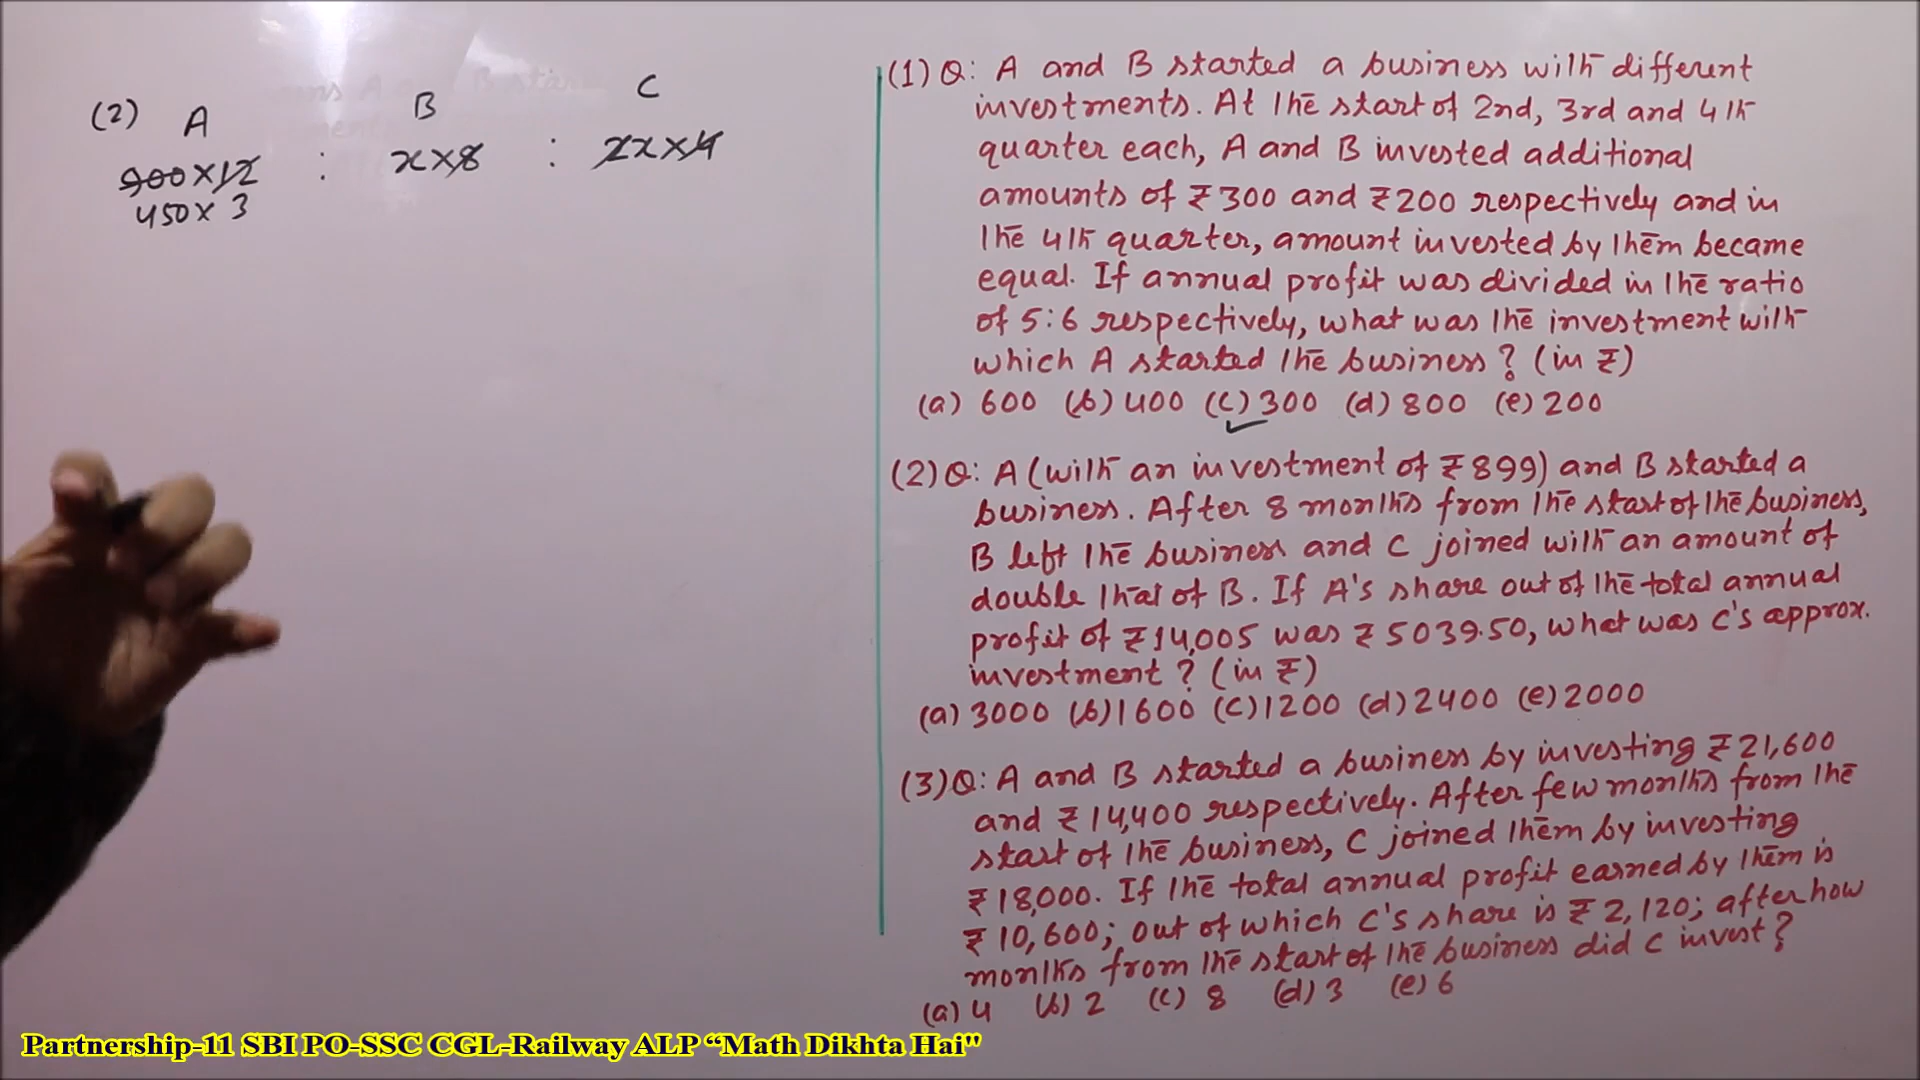 (2) A B C
900×12 : x×8 : 2x×4
450×3
(1) Q: A and B started a business with different
investments. At the start of 2nd, 3rd and 4th
quarter each, A and B invested additional
amounts of ₹300 and ₹200 respectively and in
the 4th quarter, amount invested by them became
equal. If annual profit was divided in the ratio
of 5:6 respectively, what was the investment with
which A started the business? (in ₹)
(a) 600 (b) 400 (c) 300 (d) 800 (e) 200
(2) Q: A (with an investment of ₹899) and B started a
business. After 8 months from the start of the business,
B left the business and C joined with an amount of
double that of B. If A's share out of the total annual
profit of ₹14,005 was ₹5039.50, what was C's approx.
investment? (in ₹)
(a) 3000 (b) 1600 (c) 1200 (d) 2400 (e) 2000
(3) Q: A and B started a business by investing ₹21,600
and ₹14,400 respectively. After few months from the
start of the business, C joined them by investing
₹18,000. If the total annual profit earned by them is
₹10,600; out of which C's share is ₹2,120; after how
months from the start of the business did C invest?
(a) 4 (b) 2 (c) 8 (d) 3 (e) 6
Partnership-11 SBI PO-SSC CGL-Railway ALP “Math Dikhta Hai"